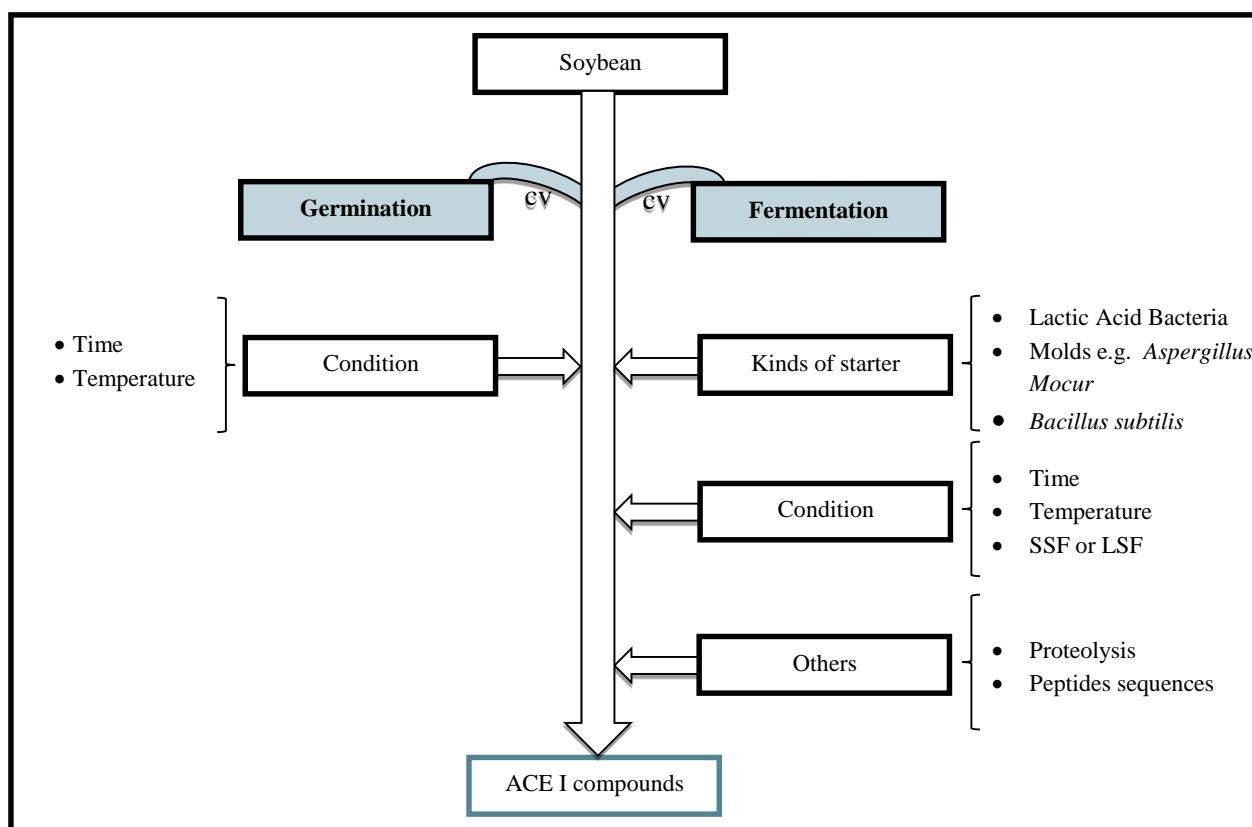 Soybean
Germination
cv
cv
Fermentation
• Time
• Temperature
Condition
Kinds of starter
• Lactic Acid Bacteria
• Molds e.g. Aspergillus
Mocur
• Bacillus subtilis
Condition
• Time
• Temperature
• SSF or LSF
Others
• Proteolysis
• Peptides sequences
ACE I compounds